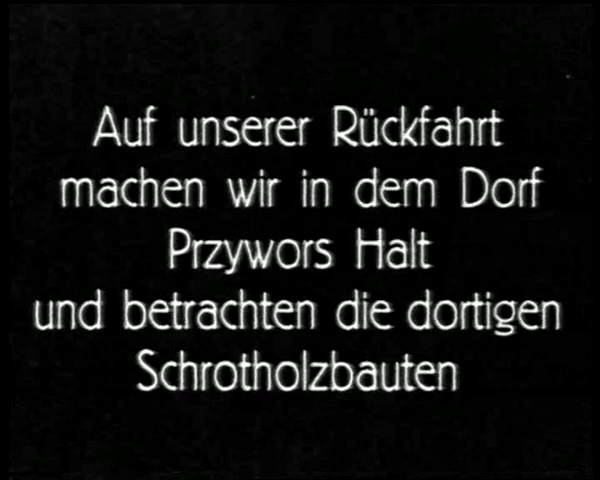 Auf unserer Rückfahrt
machen wir in dem Dorf
Przywors Halt
und betrachten die dortigen
Schrotholzbauten